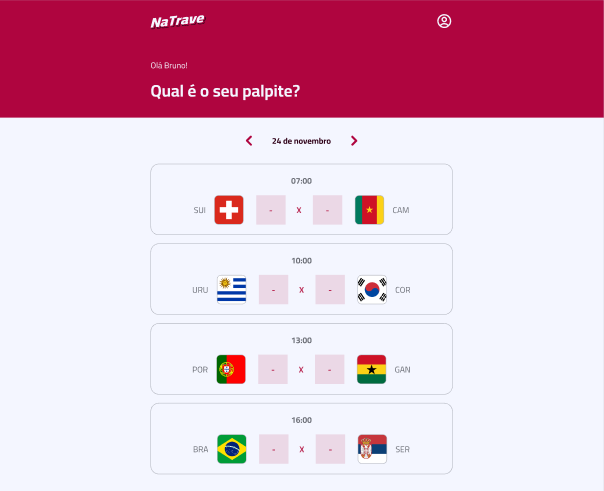 NaTrave
Olá Bruno!
Qual é o seu palpite?
24 de novembro
07:00
SUI - X - CAM
10:00
URU - X - COR
13:00
POR - X - GAN
16:00
BRA - X - SER